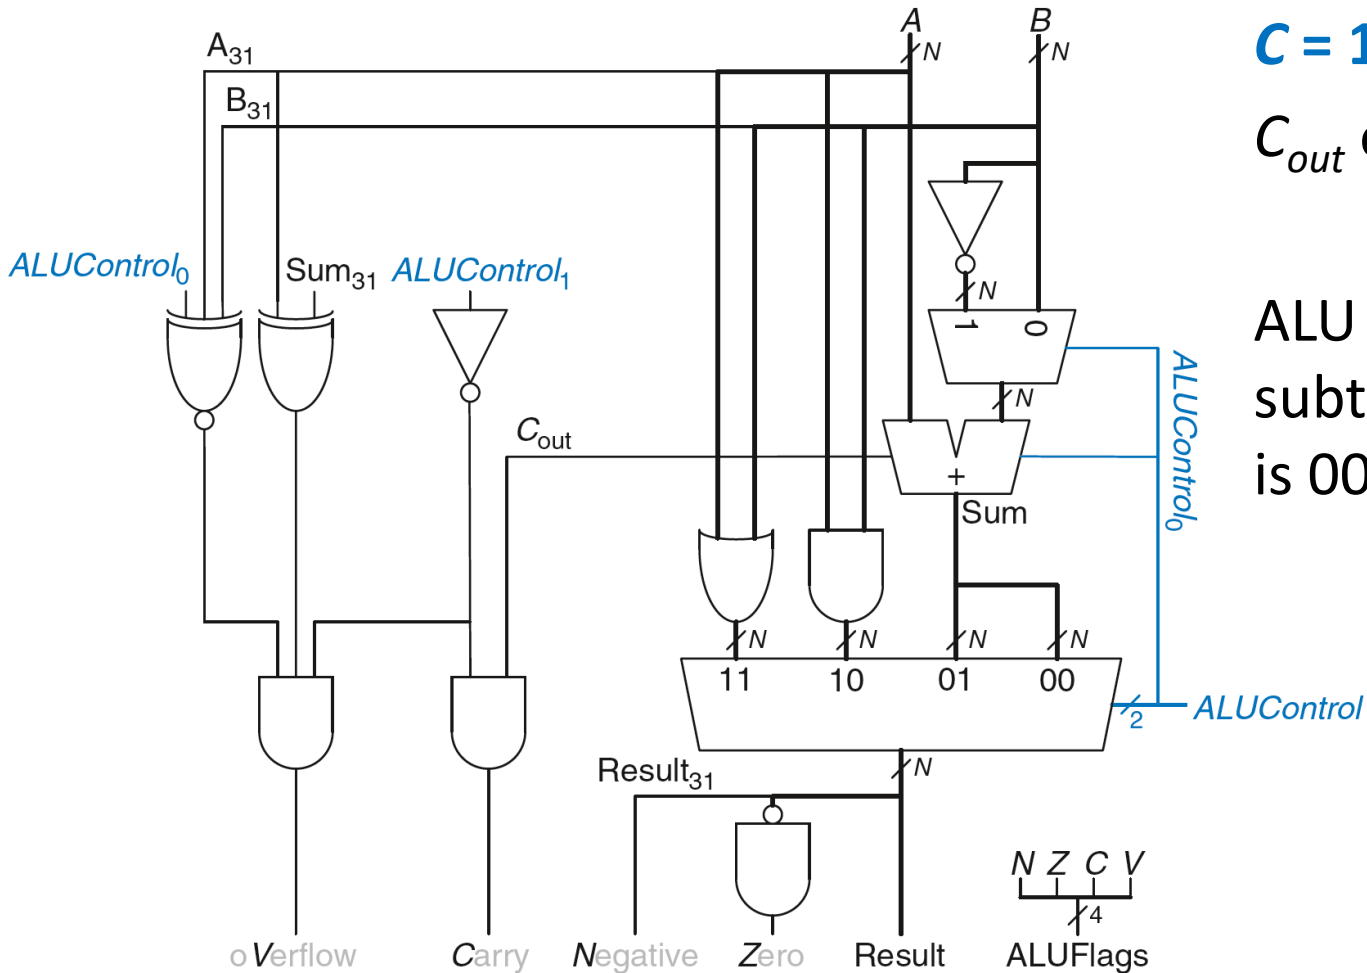 A
B
C = 1
A31
N
N
B31
Cout
ALUControl0
Sum31
ALUControl1
N
1
0
ALU
subt
is 00
N
ALUControl0
Cout
+
Sum
N
N
N
N
11
10
01
00
2
ALUControl
Result31
N
N Z C V
4
oVerflow
Carry
Negative
Zero
Result
ALUFlags